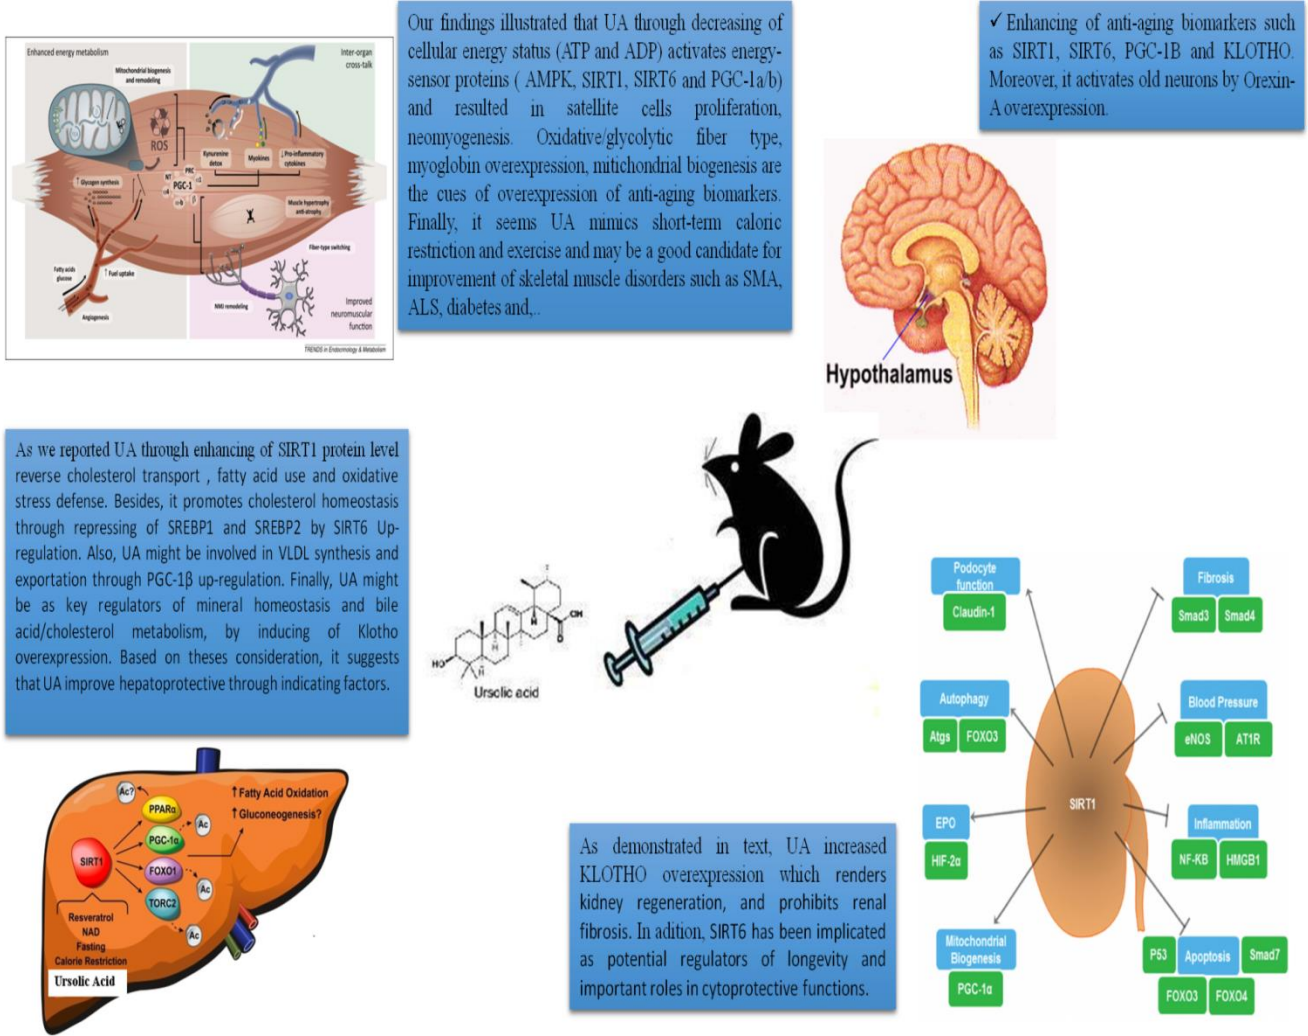 Enhanced energy metabolism
Inter-organ
cross-talk
Mitochondrial biogenesis
and remodeling
ROS
Kynurenine
detox
Myokines
↓Pro-inflammatory
cytokines
↑ Glycogen synthesis
NT
PRC
α1
PGC-1
α4
α-B
β
Muscle hypertrophy
anti-atrophy
Fiber-type switching
Fatty acids
glucose
↑ Fuel uptake
Angiogenesis
NMJ remodeling
Improved
neuromuscular
function
TRENDS in Endocrinology & Metabolism
Our findings illustrated that UA through decreasing of
cellular energy status (ATP and ADP) activates energy-
sensor proteins ( AMPK, SIRT1, SIRT6 and PGC-1a/b)
and resulted in satellite cells proliferation,
neomyogenesis. Oxidative/glycolytic fiber type,
myoglobin overexpression, mitichondrial biogenesis are
the cues of overexpression of anti-aging biomarkers.
Finally, it seems UA mimics short-term caloric
restriction and exercise and may be a good candidate for
improvement of skeletal muscle disorders such as SMA,
ALS, diabetes and,..
✓ Enhancing of anti-aging biomarkers such
as SIRT1, SIRT6, PGC-1B and KLOTHO.
Moreover, it activates old neurons by Orexin-
A overexpression.
Hypothalamus
As we reported UA through enhancing of SIRT1 protein level
reverse cholesterol transport , fatty acid use and oxidative
stress defense. Besides, it promotes cholesterol homeostasis
through repressing of SREBP1 and SREBP2 by SIRT6 Up-
regulation. Also, UA might be involved in VLDL synthesis and
exportation through PGC-1β up-regulation. Finally, UA might
be as key regulators of mineral homeostasis and bile
acid/cholesterol metabolism, by inducing of Klotho
overexpression. Based on theses consideration, it suggests
that UA improve hepatoprotective through indicating factors.
HO
H
H
H
OH
O
Ursolic acid
Ac?
PPARα
Ac
PGC-1α
SIRT1
FOXO1
Ac
TORC2
Ac
↑Fatty Acid Oxidation
↑Gluconeogenesis?
Resveratrol
NAD
Fasting
Calorie Restriction
Ursolic Acid
As demonstrated in text, UA increased
KLOTHO overexpression which renders
kidney regeneration, and prohibits renal
fibrosis. In adition, SIRT6 has been implicated
as potential regulators of longevity and
important roles in cytoprotective functions.
Podocyte
function
Claudin-1
Fibrosis
Smad3 Smad4
Autophagy
Atgs FOXO3
Blood Pressure
eNOS AT1R
SIRT1
EPO
HIF-2α
Inflammation
NF-KB HMGB1
Mitochondrial
Biogenesis
PGC-1α
P53 Apoptosis Smad7
FOXO3 FOXO4